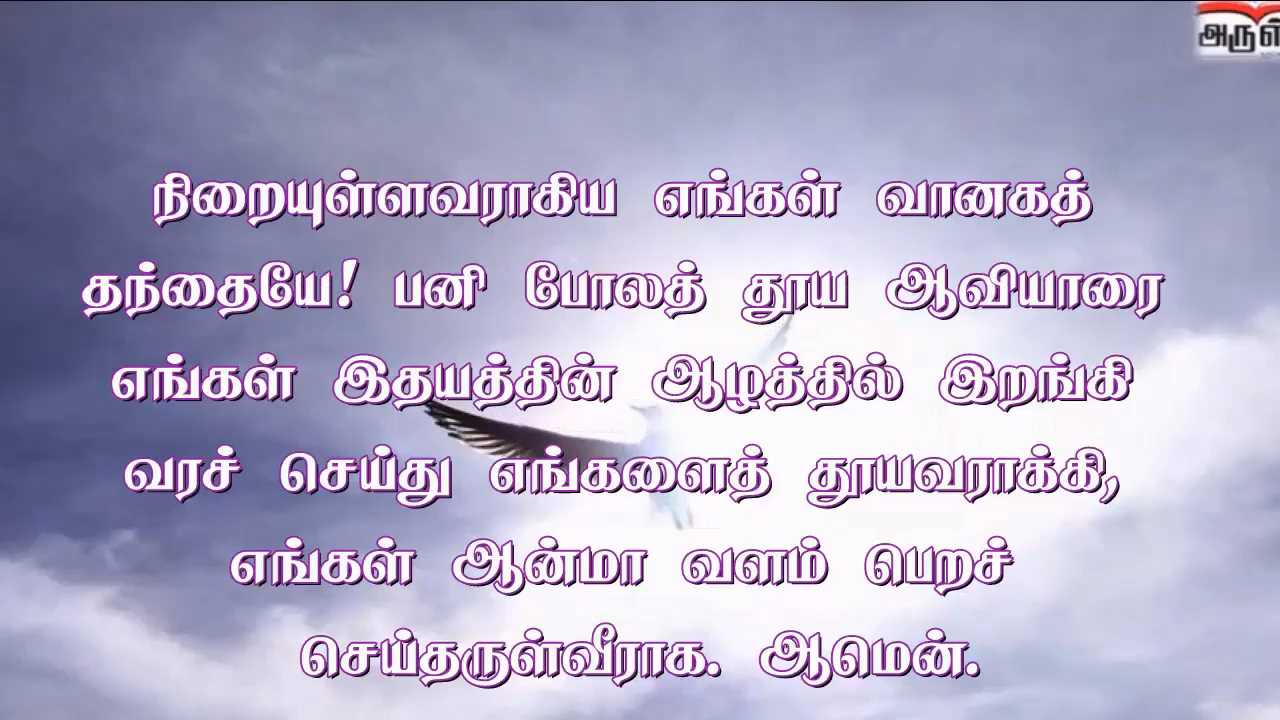 நிறையுள்ளவராகிய எங்கள் வானகத்
தந்தையே! பனி போலத் தூய ஆவியாரை
எங்கள் இதயத்தின் ஆழத்தில் இறங்கி
வரச் செய்து எங்களைத் தூயவராக்கி,
எங்கள் ஆன்மா வளம் பெறச்
செய்தருள்வீராக. ஆமென்.